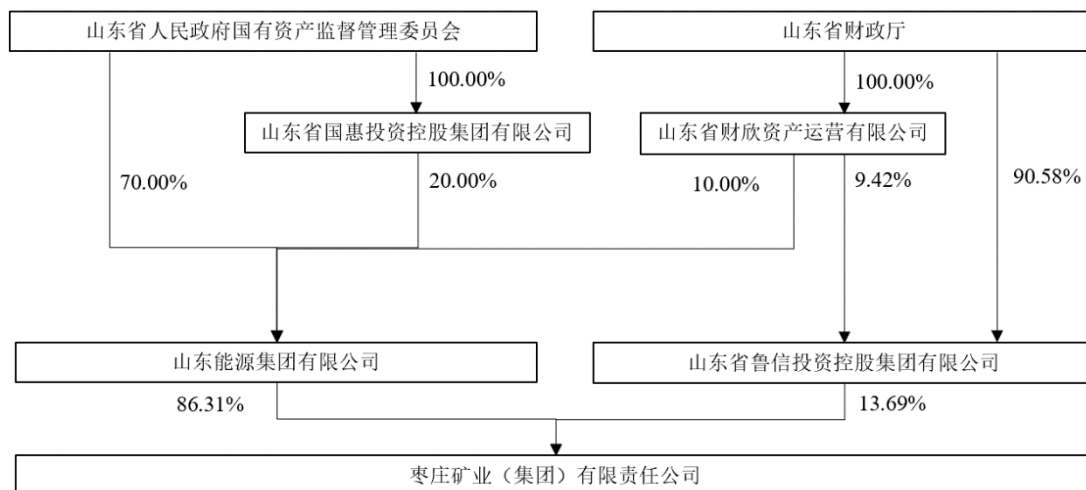 山东省人民政府国有资产监督管理委员会
山东省财政厅
100.00%
100.00%
山东省国惠投资控股集团有限公司
山东省财欣资产运营有限公司
70.00%
20.00%
10.00%
9.42%
90.58%
山东能源集团有限公司
山东省鲁信投资控股集团有限公司
86.31%
13.69%
枣庄矿业（集团）有限责任公司